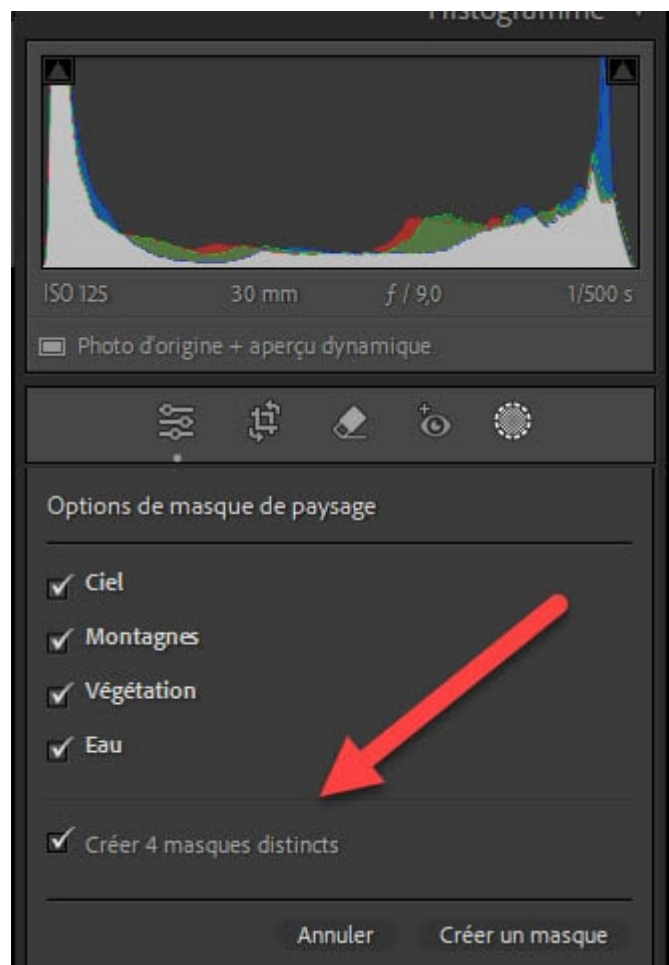 Histogramme
ISO 125 30 mm ƒ / 9,0 1/500 s
Photo d'origine + aperçu dynamique
Options de masque de paysage
Ciel
Montagnes
Végétation
Eau
Créer 4 masques distincts
Annuler Créer un masque